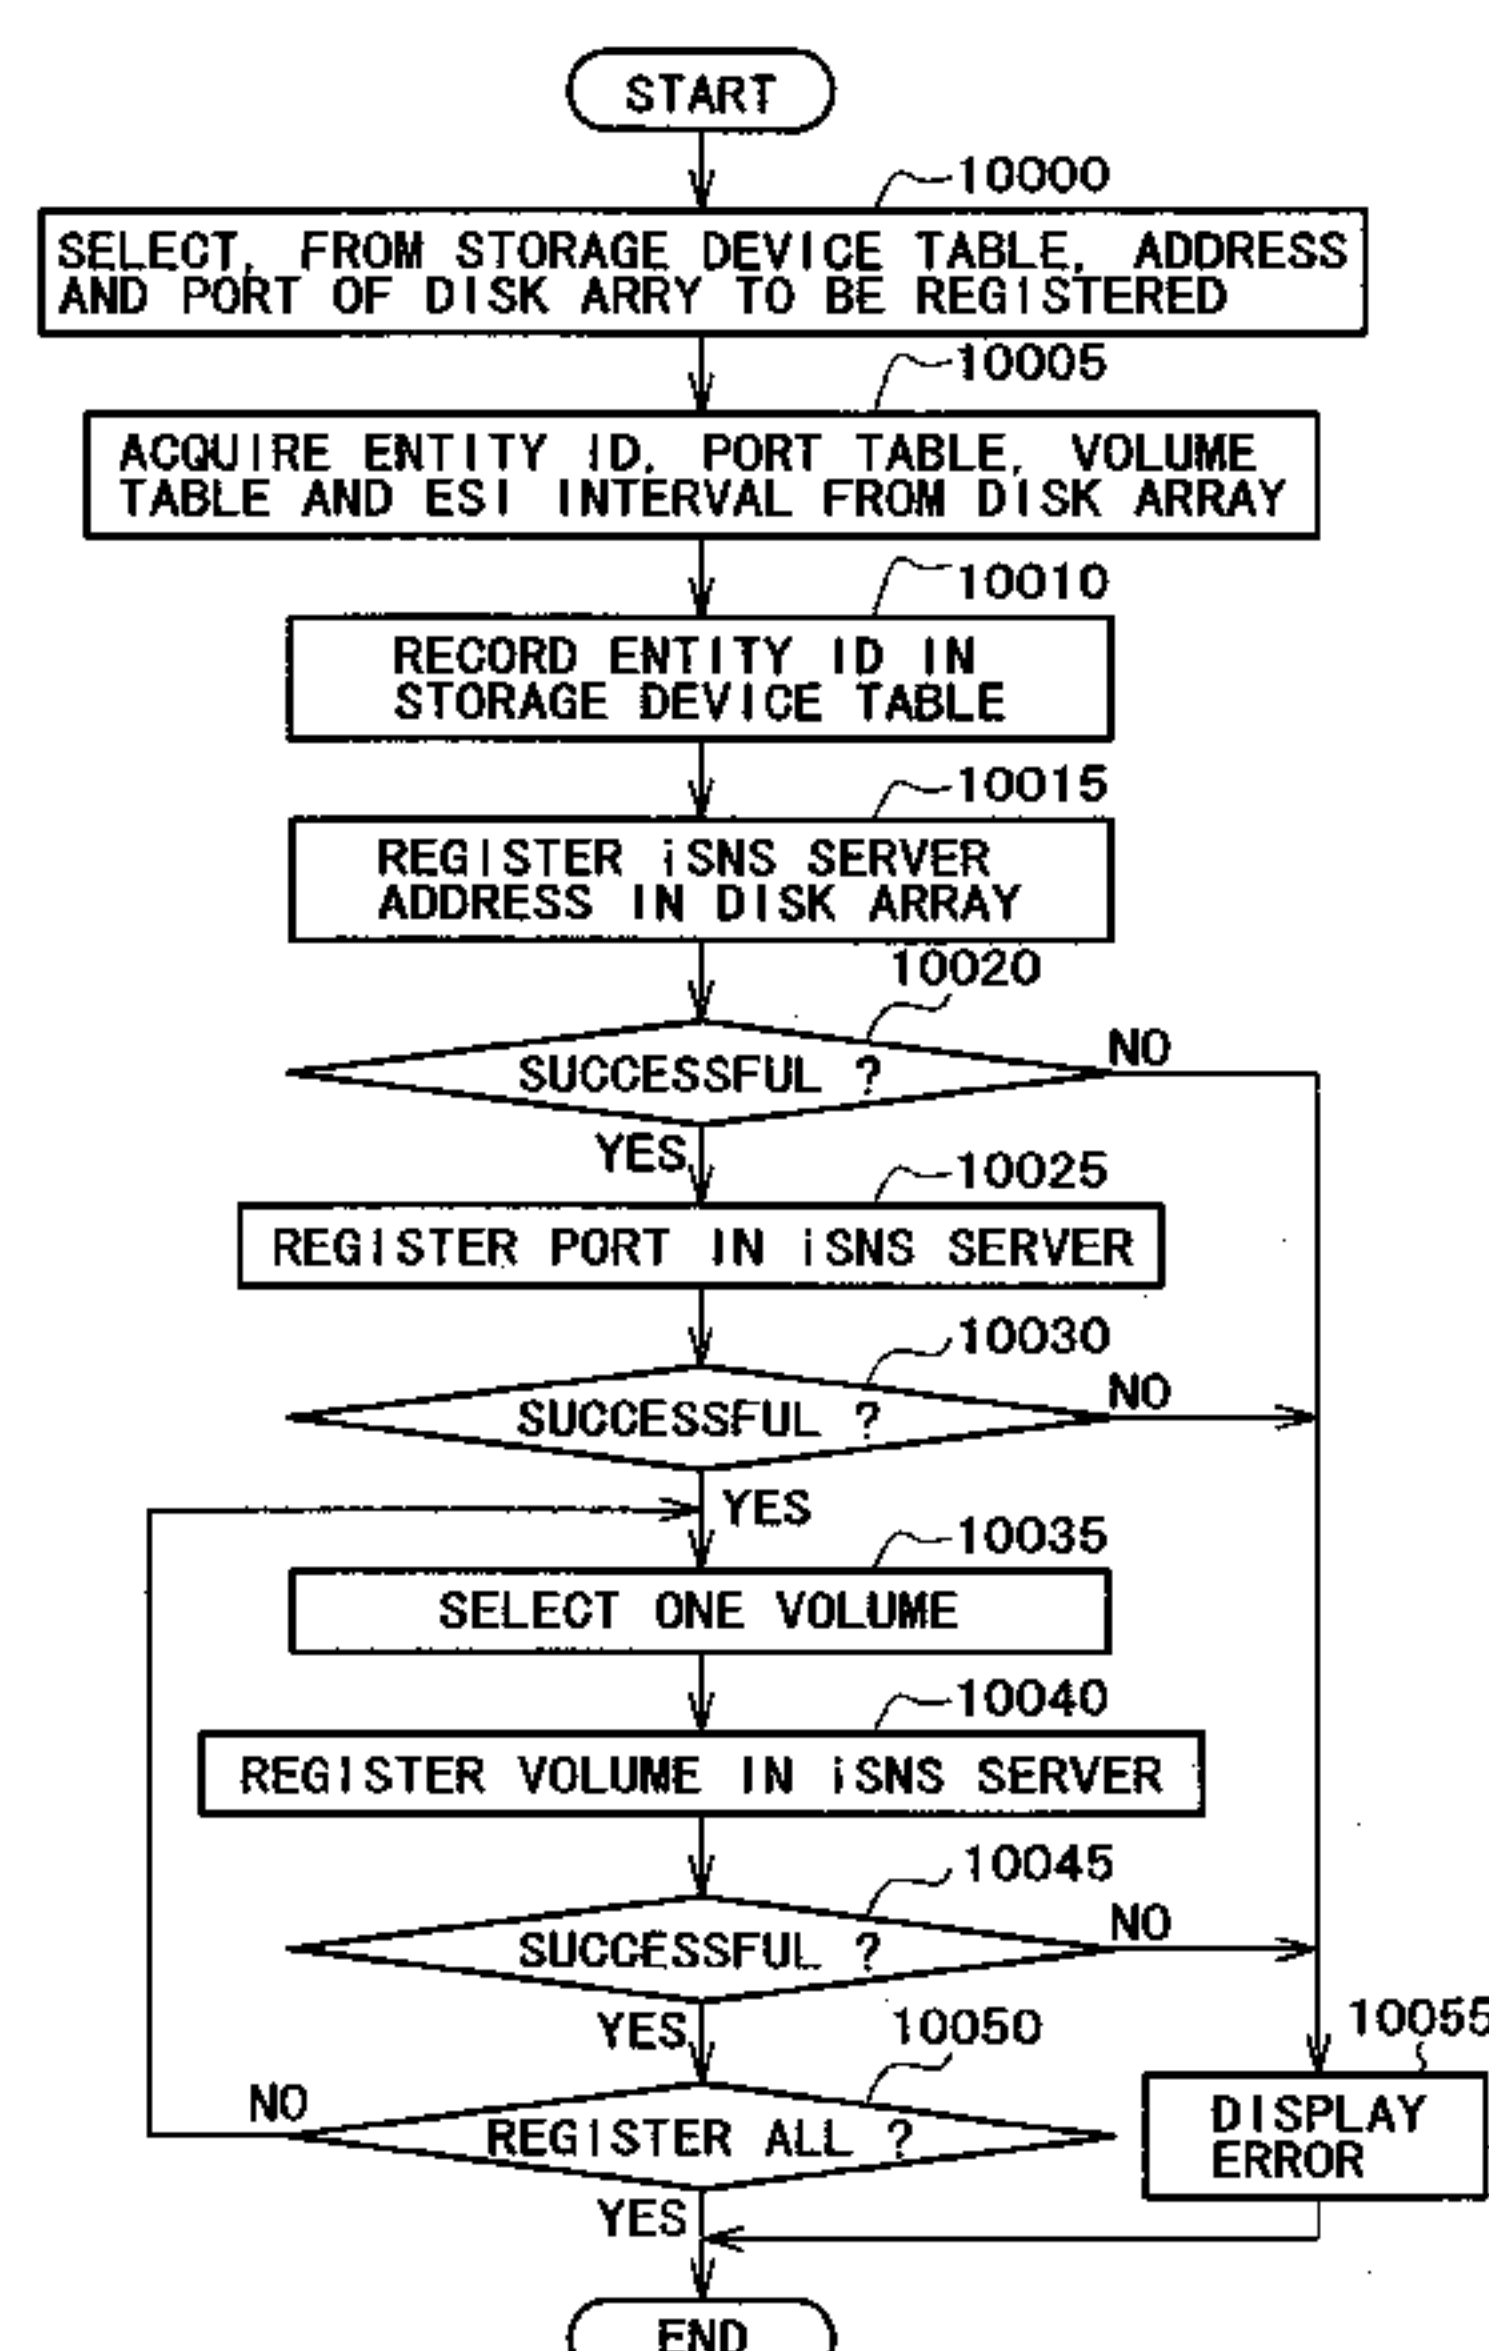 START
10000
SELECT, FROM STORAGE DEVICE TABLE, ADDRESS
AND PORT OF DISK ARRY TO BE REGISTERED
10005
ACQUIRE ENTITY ID, PORT TABLE, VOLUME
TABLE AND ESI INTERVAL FROM DISK ARRAY
10010
RECORD ENTITY ID IN
STORAGE DEVICE TABLE
10015
REGISTER iSNS SERVER
ADDRESS IN DISK ARRAY
10020
SUCCESSFUL ?
NO
YES
10025
REGISTER PORT IN iSNS SERVER
10030
SUCCESSFUL ?
NO
YES
10035
SELECT ONE VOLUME
10040
REGISTER VOLUME IN iSNS SERVER
10045
SUCCESSFUL ?
NO
YES
10050
10055
NO
REGISTER ALL ?
DISPLAY
ERROR
YES
END